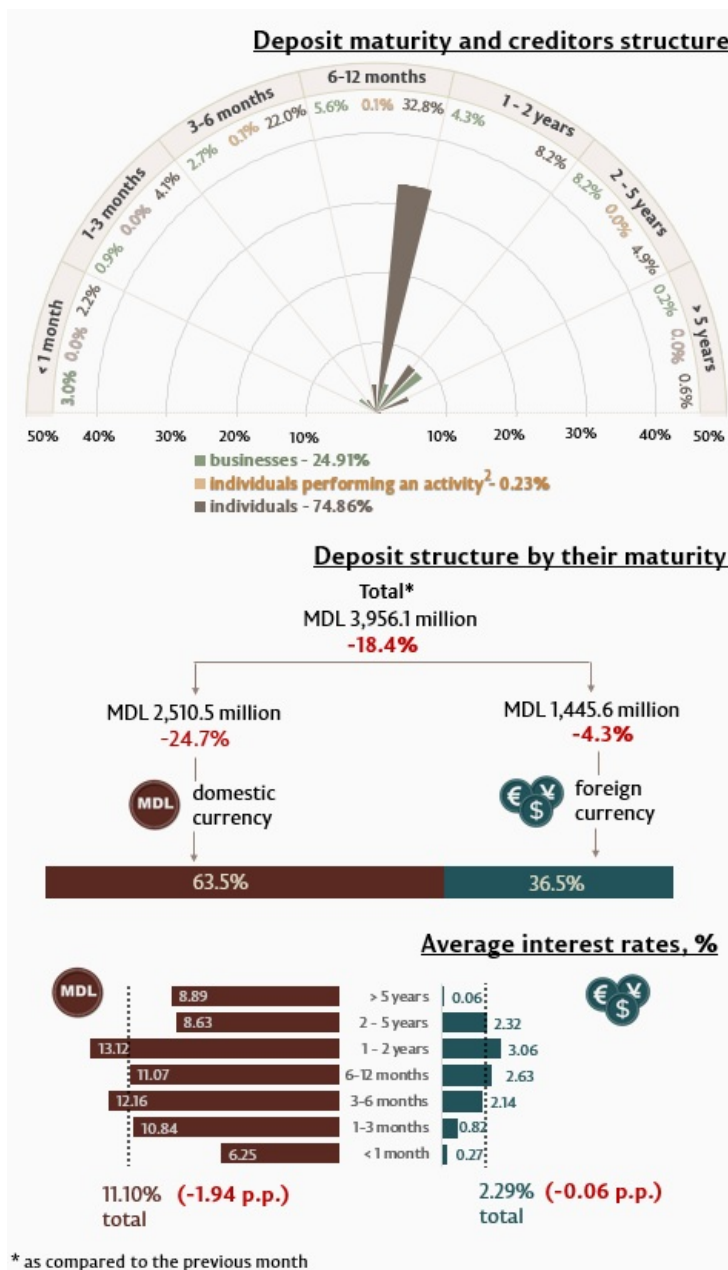 Deposit maturity and creditors structure
< 1 month
1-3 months
3-6 months
6-12 months
1 - 2 years
2 - 5 years
> 5 years
3.0% 0.0% 2.2%
0.9% 0.0% 4.1%
2.7% 0.1% 22.0%
5.6% 0.1% 32.8%
4.3% 8.2%
8.2% 0.0% 4.9%
0.2% 0.0% 0.6%
50% 40% 30% 20% 10% 10% 20% 30% 40% 50%
businesses - 24.91%
individuals performing an activity2- 0.23%
individuals - 74.86%
Deposit structure by their maturity
Total*
MDL 3,956.1 million
-18.4%
MDL 2,510.5 million
-24.7%
MDL 1,445.6 million
-4.3%
MDL
domestic
currency
€ ¥ $
foreign
currency
63.5% 36.5%
Average interest rates, %
MDL
€ ¥ $
8.89 > 5 years 0.06
8.63 2 - 5 years 2.32
13.12 1 - 2 years 3.06
11.07 6-12 months 2.63
12.16 3-6 months 2.14
10.84 1-3 months 0.82
6.25 < 1 month 0.27
11.10% (-1.94 p.p.)
total
2.29% (-0.06 p.p.)
total
* as compared to the previous month